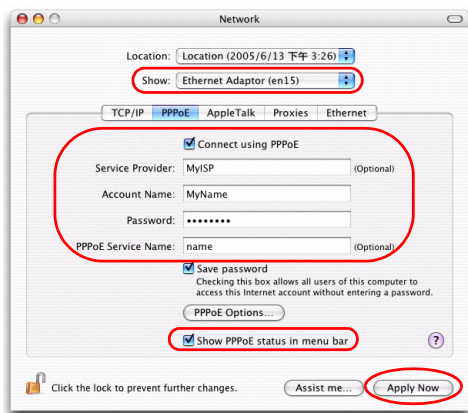 Network
Location: Location (2005/6/13 下午 3:26)
Show: Ethernet Adaptor (en15)
TCP/IP PPPoE AppleTalk Proxies Ethernet
Connect using PPPoE
Service Provider: MyISP (Optional)
Account Name: MyName
Password: ••••••••
PPPoE Service Name: name (Optional)
Save password
Checking this box allows all users of this computer to
access this Internet account without entering a password.
PPPoE Options...
Show PPPoE status in menu bar
?
Click the lock to prevent further changes. Assist me... Apply Now